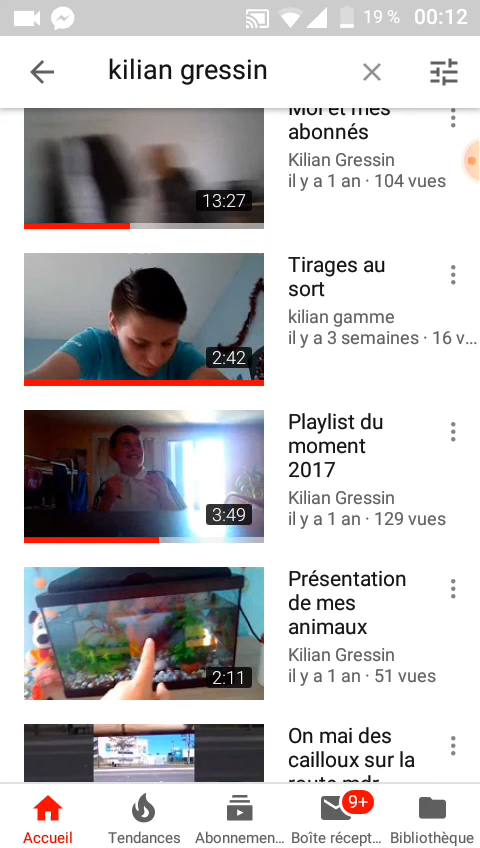 19 % 00:12
kilian gressin
Moi et mes
abonnés
Kilian Gressin
il y a 1 an · 104 vues
13:27
Tirages au
sort
kilian gamme
il y a 3 semaines · 16 v...
2:42
Playlist du
moment
2017
Kilian Gressin
il y a 1 an · 129 vues
3:49
Présentation
de mes
animaux
Kilian Gressin
il y a 1 an · 51 vues
2:11
On mai des
cailloux sur la
route mdr
9+
Accueil Tendances Abonnemen... Boîte récept... Bibliothèque